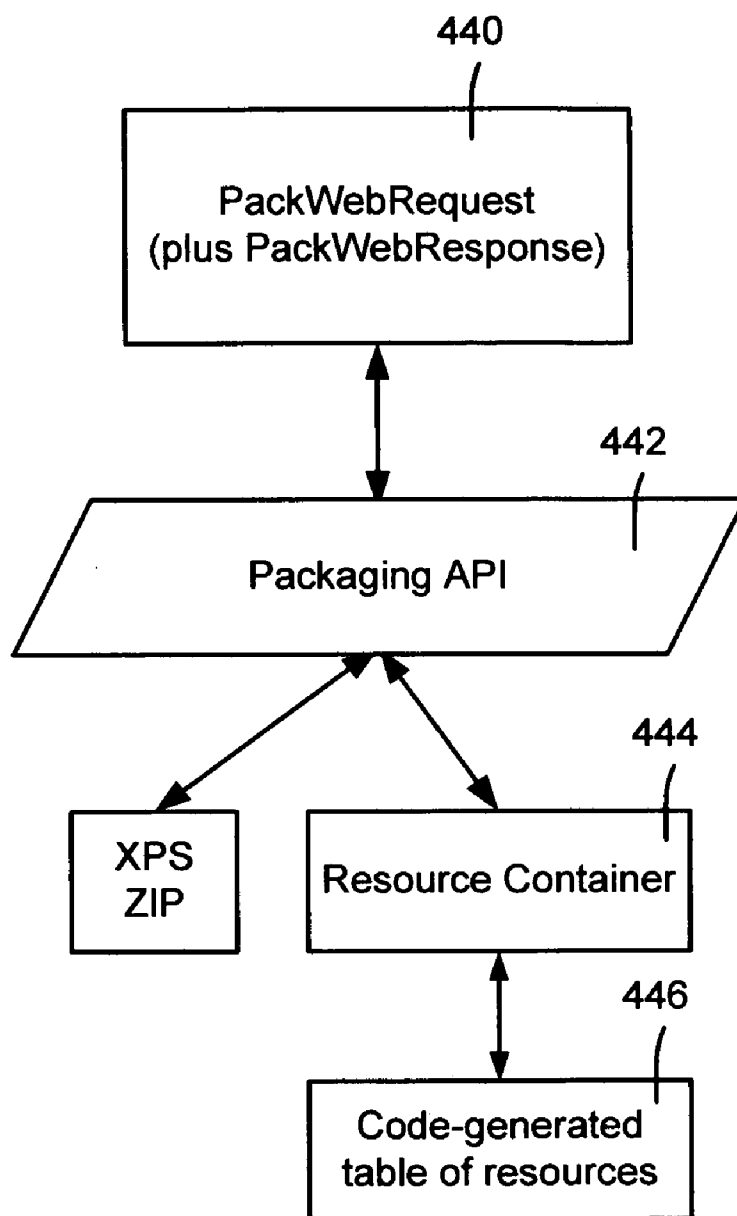 440
PackWebRequest
(plus PackWebResponse)
442
Packaging API
444
XPS
ZIP
Resource Container
446
Code-generated
table of resources